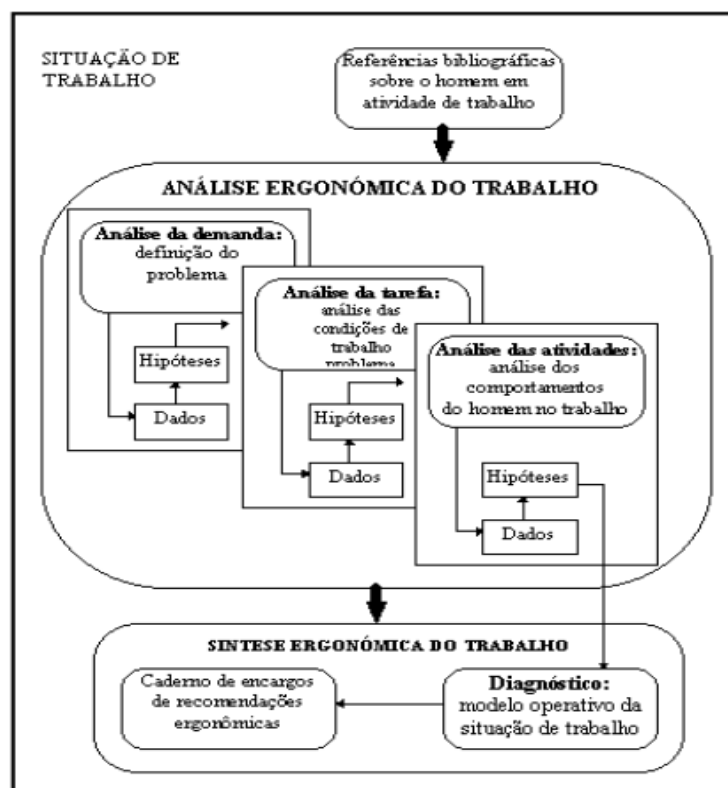 SITUAÇÃO DE
TRABALHO
Referências bibliográficas
sobre o homem em
atividade de trabalho
ANÁLISE ERGONÓMICA DO TRABALHO
Análise da demanda:
definição do
problema
Hipóteses
Dados
Análise da tarefa:
análise das
condições de
trabalho
problema
Hipóteses
Dados
Análise das atividades:
análise dos
comportamentos
do homem no trabalho
Hipóteses
Dados
SINTESE ERGONÓMICA DO TRABALHO
Caderno de encargos
de recomendações
ergonômicas
Diagnóstico:
modelo operativo da
situação de trabalho